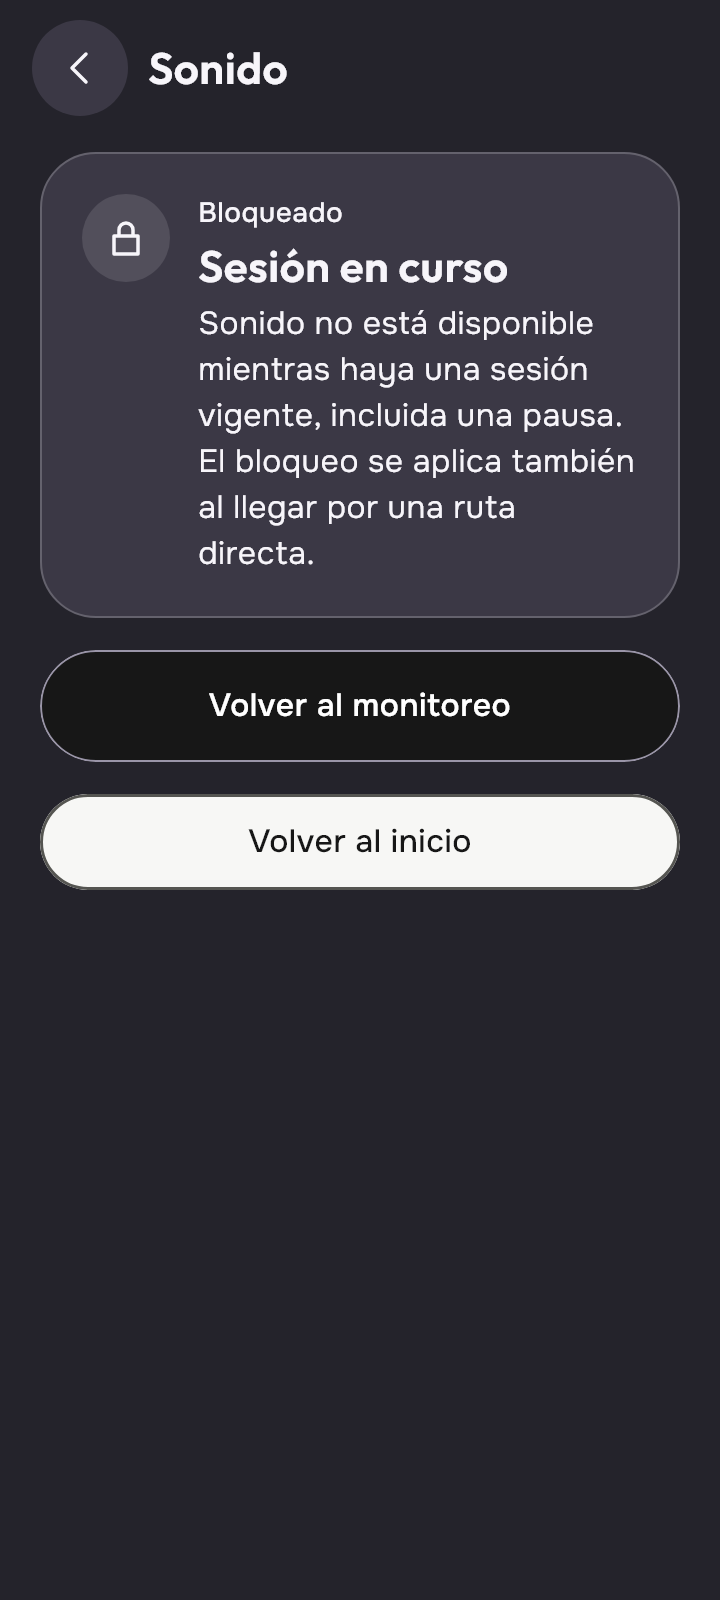 Sonido
Bloqueado
Sesión en curso
Sonido no está disponible
mientras haya una sesión
vigente, incluida una pausa.
El bloqueo se aplica también
al llegar por una ruta
directa.
Volver al monitoreo
Volver al inicio